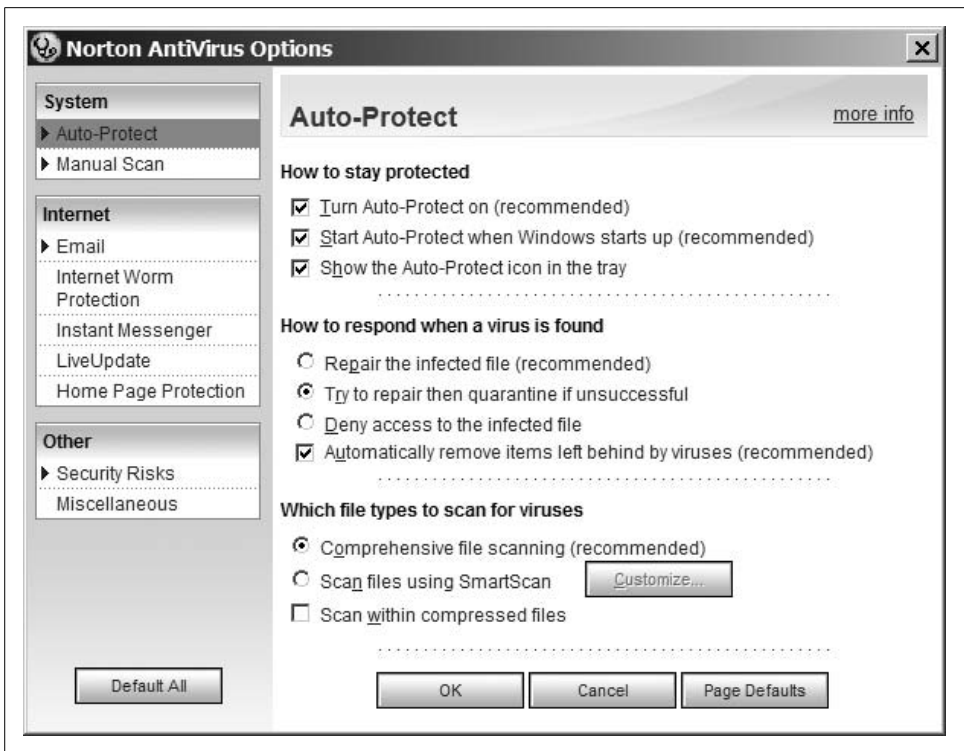 Norton AntiVirus Options
System
Auto-Protect
Manual Scan
Internet
Email
Internet Worm
Protection
Instant Messenger
LiveUpdate
Home Page Protection
Other
Security Risks
Miscellaneous
Default All
Auto-Protect
more info
How to stay protected
Turn Auto-Protect on (recommended)
Start Auto-Protect when Windows starts up (recommended)
Show the Auto-Protect icon in the tray
How to respond when a virus is found
Repair the infected file (recommended)
Try to repair then quarantine if unsuccessful
Deny access to the infected file
Automatically remove items left behind by viruses (recommended)
Which file types to scan for viruses
Comprehensive file scanning (recommended)
Scan files using SmartScan
Customize...
Scan within compressed files
OK
Cancel
Page Defaults